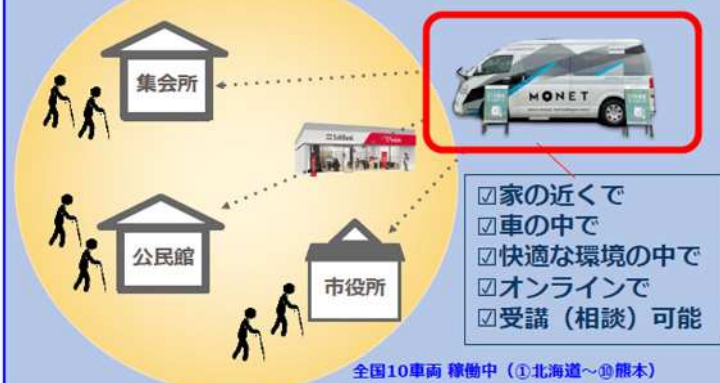 集会所
MONET
SoftBank
公民館
市役所
☑家の近くで
☑車の中で
☑快適な環境の中で
☑オンラインで
☑受講（相談）可能
全国10車両 稼働中（①北海道～⑩熊本）